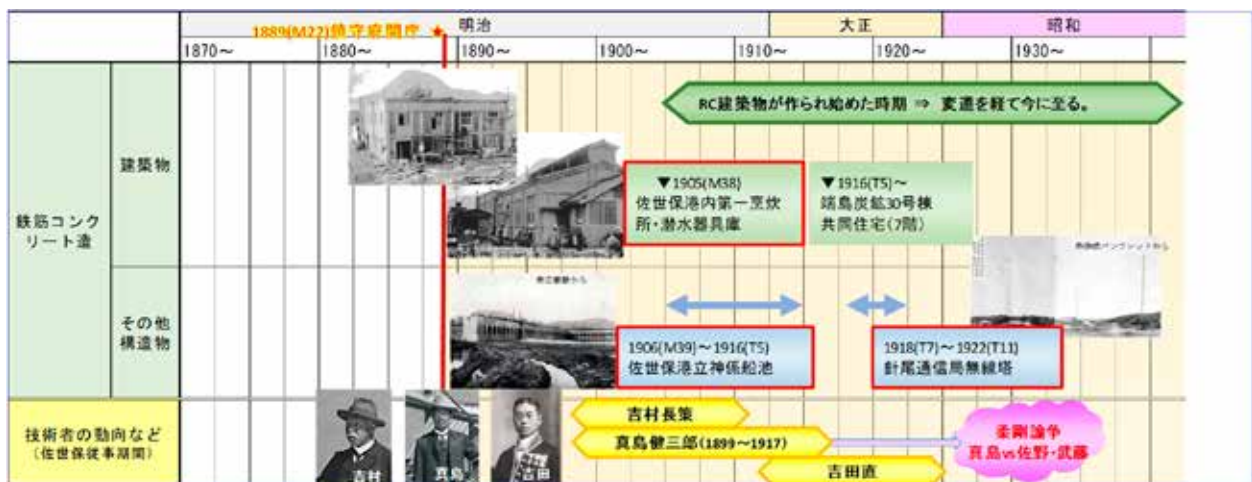 1889(M22)鎮守府開庁 ★
明治
大正
昭和
1870～
1880～
1890～
1900～
1910～
1920～
1930～
鉄筋コンク
リート造
建築物
RC建築物が作られ始めた時期 ⇒ 変遷を経て今に至る。
▼1905(M38)
佐世保港内第一烹炊
所・潜水器具庫
▼1916(T5)～
端島炭鉱30号棟
共同住宅(7階)
その他
構造物
1906(M39)～1916(T5)
佐世保港立神係船池
1918(T7)～1922(T11)
針尾通信局無線塔
技術者の動向など
(佐世保従事期間)
吉村
真島
吉田
吉村長策
真島健三郎(1899～1917)
吉田直
柔剛論争
真島vs佐野・武藤